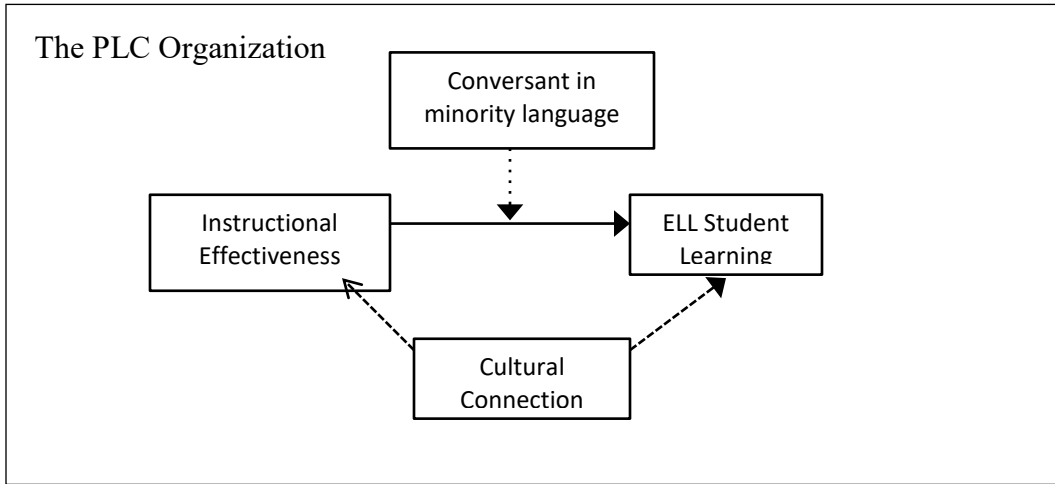 The PLC Organization
Conversant in
minority language
Instructional
Effectiveness
ELL Student
Learning
Cultural
Connection